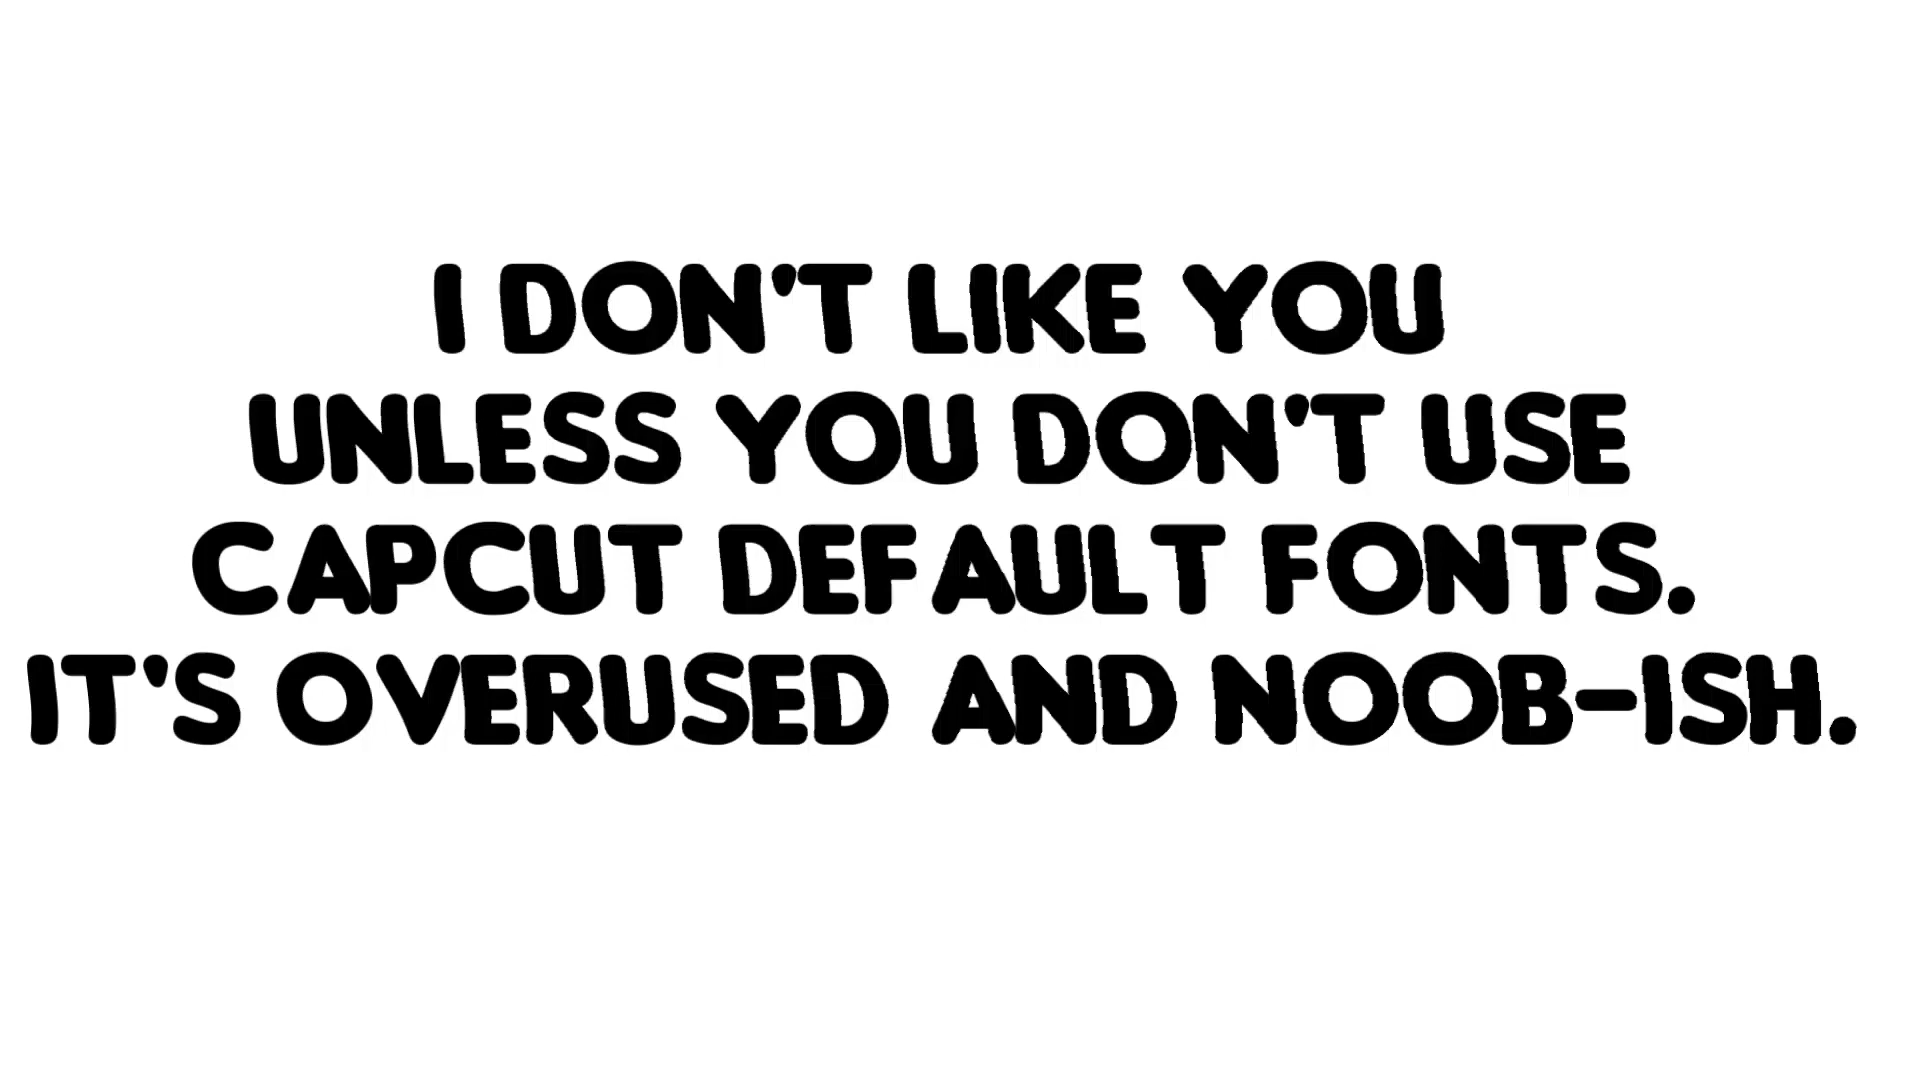 I DON'T LIKE YOU
UNLESS YOU DON'T USE
CAPCUT DEFAULT FONTS.
IT'S OVERUSED AND NOOB-ISH.